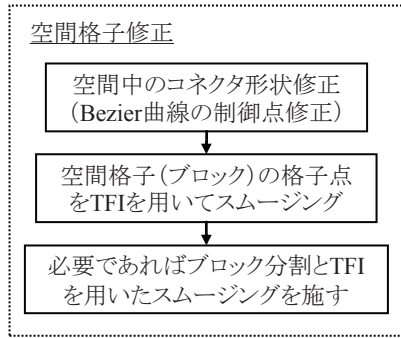 空間格子修正
空間中のコネクタ形状修正
(Bezier曲線の制御点修正)
空間格子(ブロック)の格子点
をTFIを用いてスムージング
必要であればブロック分割とTFI
を用いたスムージングを施す